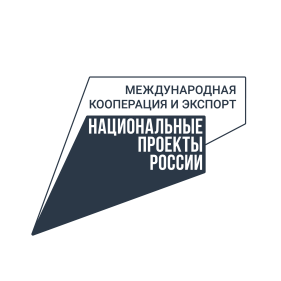 МЕЖДУНАРОДНАЯ
КООПЕРАЦИЯ И ЭКСПОРТ
НАЦИОНАЛЬНЫЕ
ПРОЕКТЫ
РОССИИ